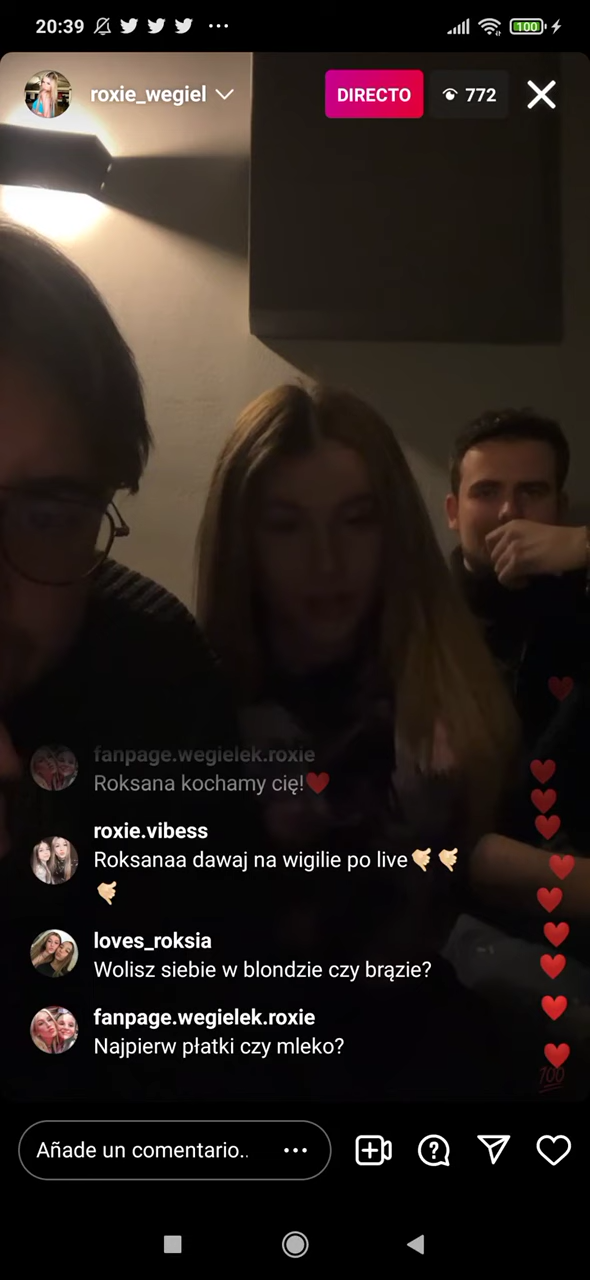 20:39
100
roxie_wegiel
DIRECTO
772
fanpage.wegielek.roxie
Roksana kochamy cię!❤️
roxie.vibess
Roksanaa dawaj na wigilie po live🤙🏻🤙🏻
🤙🏻
loves_roksia
Wolisz siebie w blondzie czy brązie?
fanpage.wegielek.roxie
Najpierw płatki czy mleko?
100
Añade un comentario..